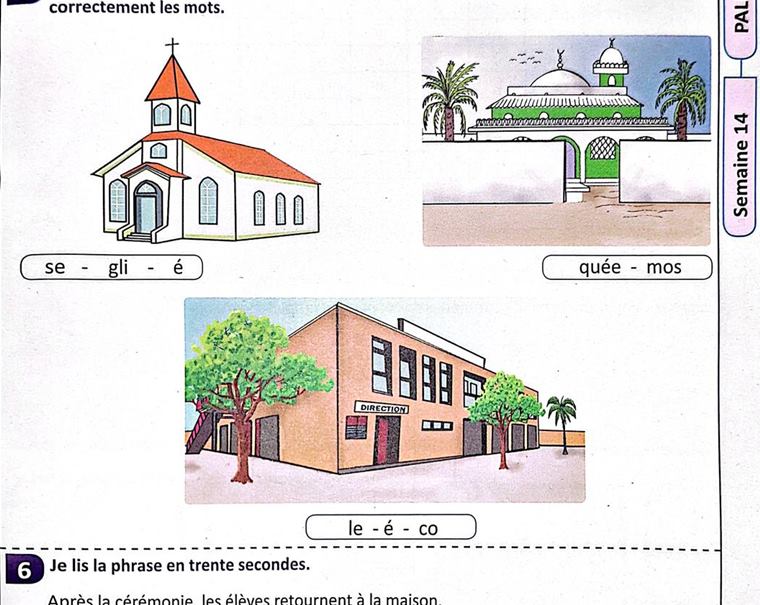 correctement les mots.
PAL
Semaine 14
se - gli - é
quée - mos
DIRECTION
le - é - co
6 Je lis la phrase en trente secondes.
Après la cérémonie, les élèves retournent à la maison.